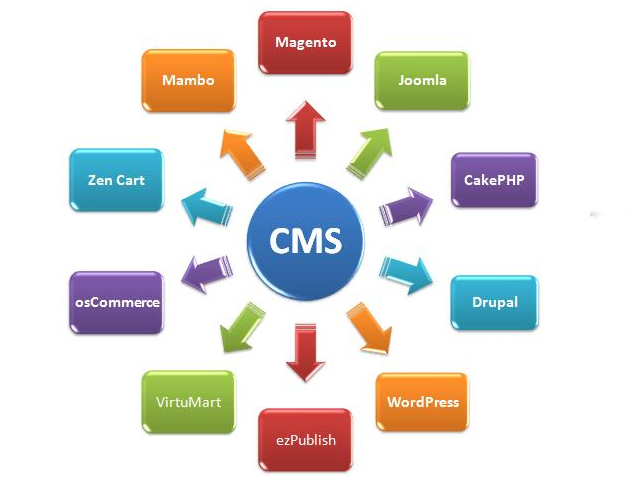 Magento
Mambo
Joomla
Zen Cart
CakePHP
CMS
osCommerce
Drupal
VirtuMart
WordPress
ezPublish